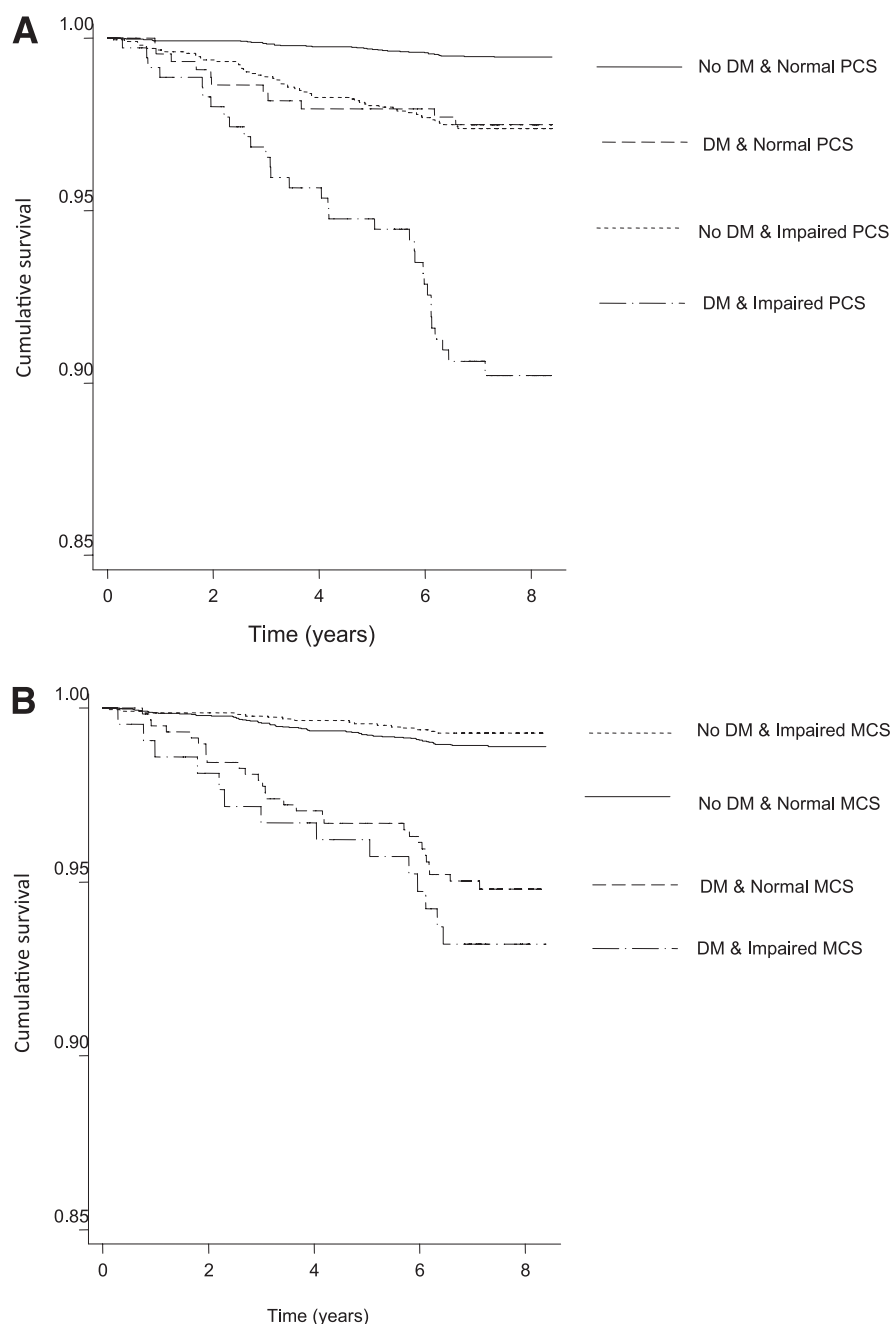 A
1.00
0.95
0.90
0.85
Cumulative survival
0 2 4 6 8
Time (years)
No DM & Normal PCS
DM & Normal PCS
No DM & Impaired PCS
DM & Impaired PCS
B
1.00
0.95
0.90
0.85
Cumulative survival
0 2 4 6 8
Time (years)
No DM & Impaired MCS
No DM & Normal MCS
DM & Normal MCS
DM & Impaired MCS